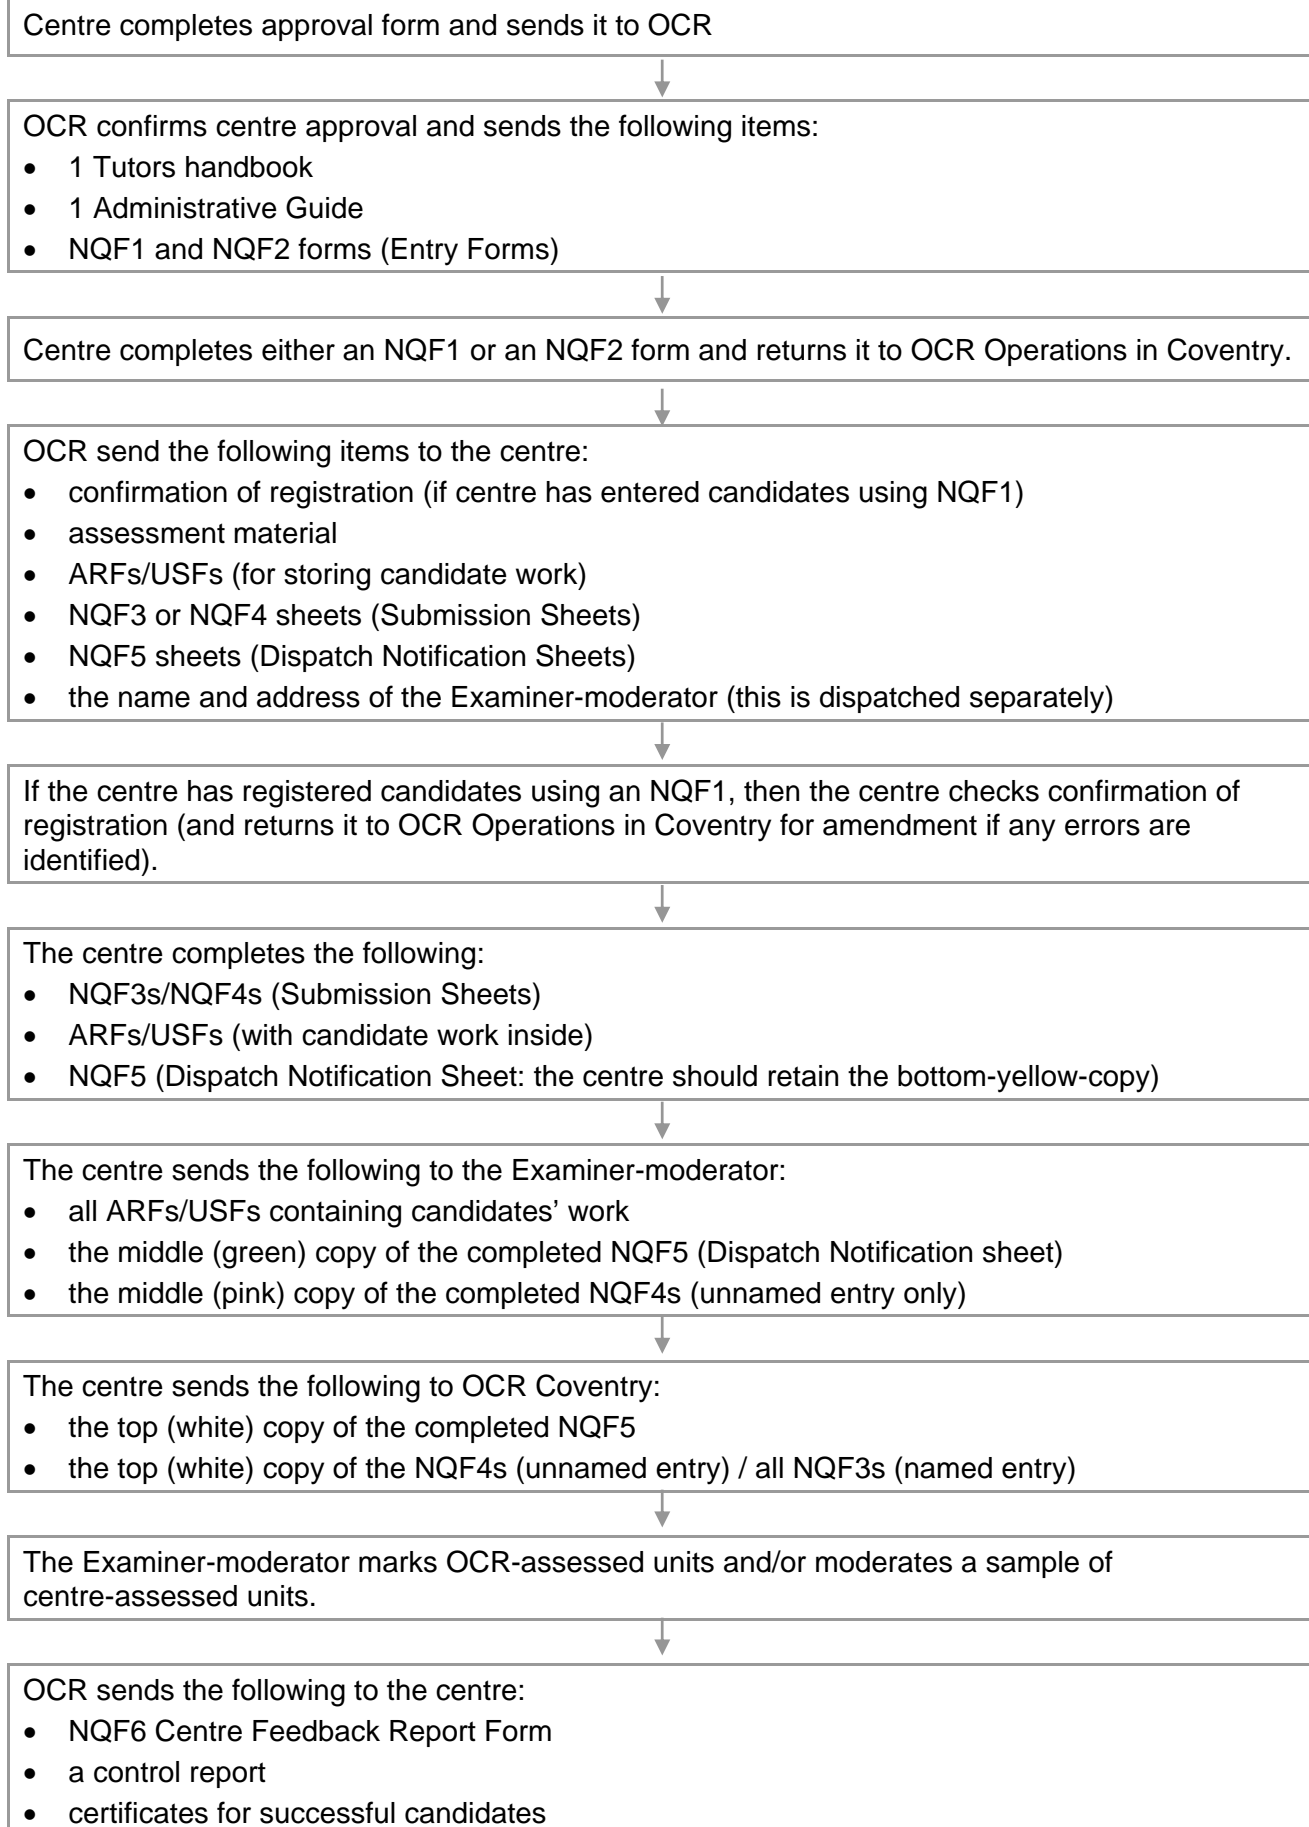 Centre completes approval form and sends it to OCR
OCR confirms centre approval and sends the following items:
• 1 Tutors handbook
• 1 Administrative Guide
• NQF1 and NQF2 forms (Entry Forms)
Centre completes either an NQF1 or an NQF2 form and returns it to OCR Operations in Coventry.
OCR send the following items to the centre:
• confirmation of registration (if centre has entered candidates using NQF1)
• assessment material
• ARFs/USFs (for storing candidate work)
• NQF3 or NQF4 sheets (Submission Sheets)
• NQF5 sheets (Dispatch Notification Sheets)
• the name and address of the Examiner-moderator (this is dispatched separately)
If the centre has registered candidates using an NQF1, then the centre checks confirmation of
registration (and returns it to OCR Operations in Coventry for amendment if any errors are
identified).
The centre completes the following:
• NQF3s/NQF4s (Submission Sheets)
• ARFs/USFs (with candidate work inside)
• NQF5 (Dispatch Notification Sheet: the centre should retain the bottom-yellow-copy)
The centre sends the following to the Examiner-moderator:
• all ARFs/USFs containing candidates’ work
• the middle (green) copy of the completed NQF5 (Dispatch Notification sheet)
• the middle (pink) copy of the completed NQF4s (unnamed entry only)
The centre sends the following to OCR Coventry:
• the top (white) copy of the completed NQF5
• the top (white) copy of the NQF4s (unnamed entry) / all NQF3s (named entry)
The Examiner-moderator marks OCR-assessed units and/or moderates a sample of
centre-assessed units.
OCR sends the following to the centre:
• NQF6 Centre Feedback Report Form
• a control report
• certificates for successful candidates